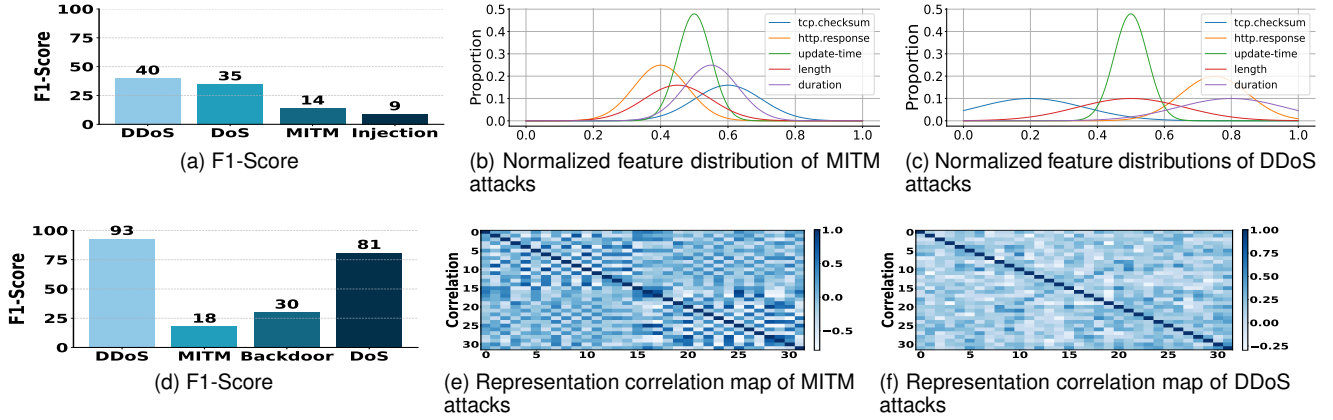 F1-Score
100
75
50
25
0
40
35
14
9
DDoS DoS MITM Injection
(a) F1-Score
Proportion
0.5
0.4
0.3
0.2
0.1
0.0
0.0 0.2 0.4 0.6 0.8 1.0
tcp.checksum
http.response
update-time
length
duration
(b) Normalized feature distribution of MITM
attacks
Proportion
0.5
0.4
0.3
0.2
0.1
0.0
0.0 0.2 0.4 0.6 0.8 1.0
tcp.checksum
http.response
update-time
length
duration
(c) Normalized feature distributions of DDoS
attacks
F1-Score
100
75
50
25
0
93
18
30
81
DDoS MITM Backdoor DoS
(d) F1-Score
Correlation
0
5
10
15
20
25
30
0 5 10 15 20 25 30
1.0
0.5
0.0
−0.5
(e) Representation correlation map of MITM
attacks
Correlation
0
5
10
15
20
25
30
0 5 10 15 20 25 30
1.00
0.75
0.50
0.25
0.00
−0.25
(f) Representation correlation map of DDoS
attacks